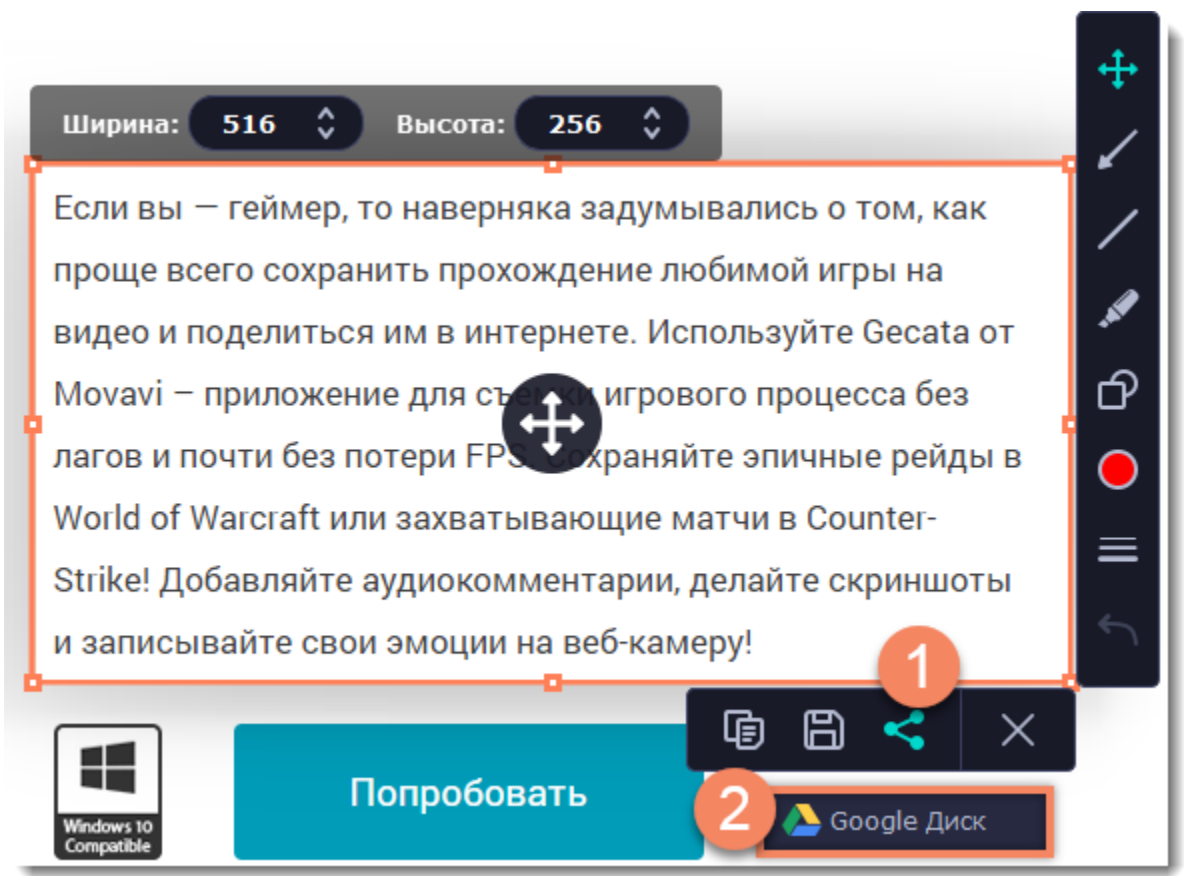 Ширина: 516 Высота: 256
Если вы — геймер, то наверняка задумывались о том, как
проще всего сохранить прохождение любимой игры на
видео и поделиться им в интернете. Используйте Gecata от
Movavi – приложение для съемки игрового процесса без
лагов и почти без потери FPS. Сохраняйте эпичные рейды в
World of Warcraft или захватывающие матчи в Counter-
Strike! Добавляйте аудиокомментарии, делайте скриншоты
и записывайте свои эмоции на веб-камеру!
1
Попробовать
2 Google Диск
Windows 10
Compatible